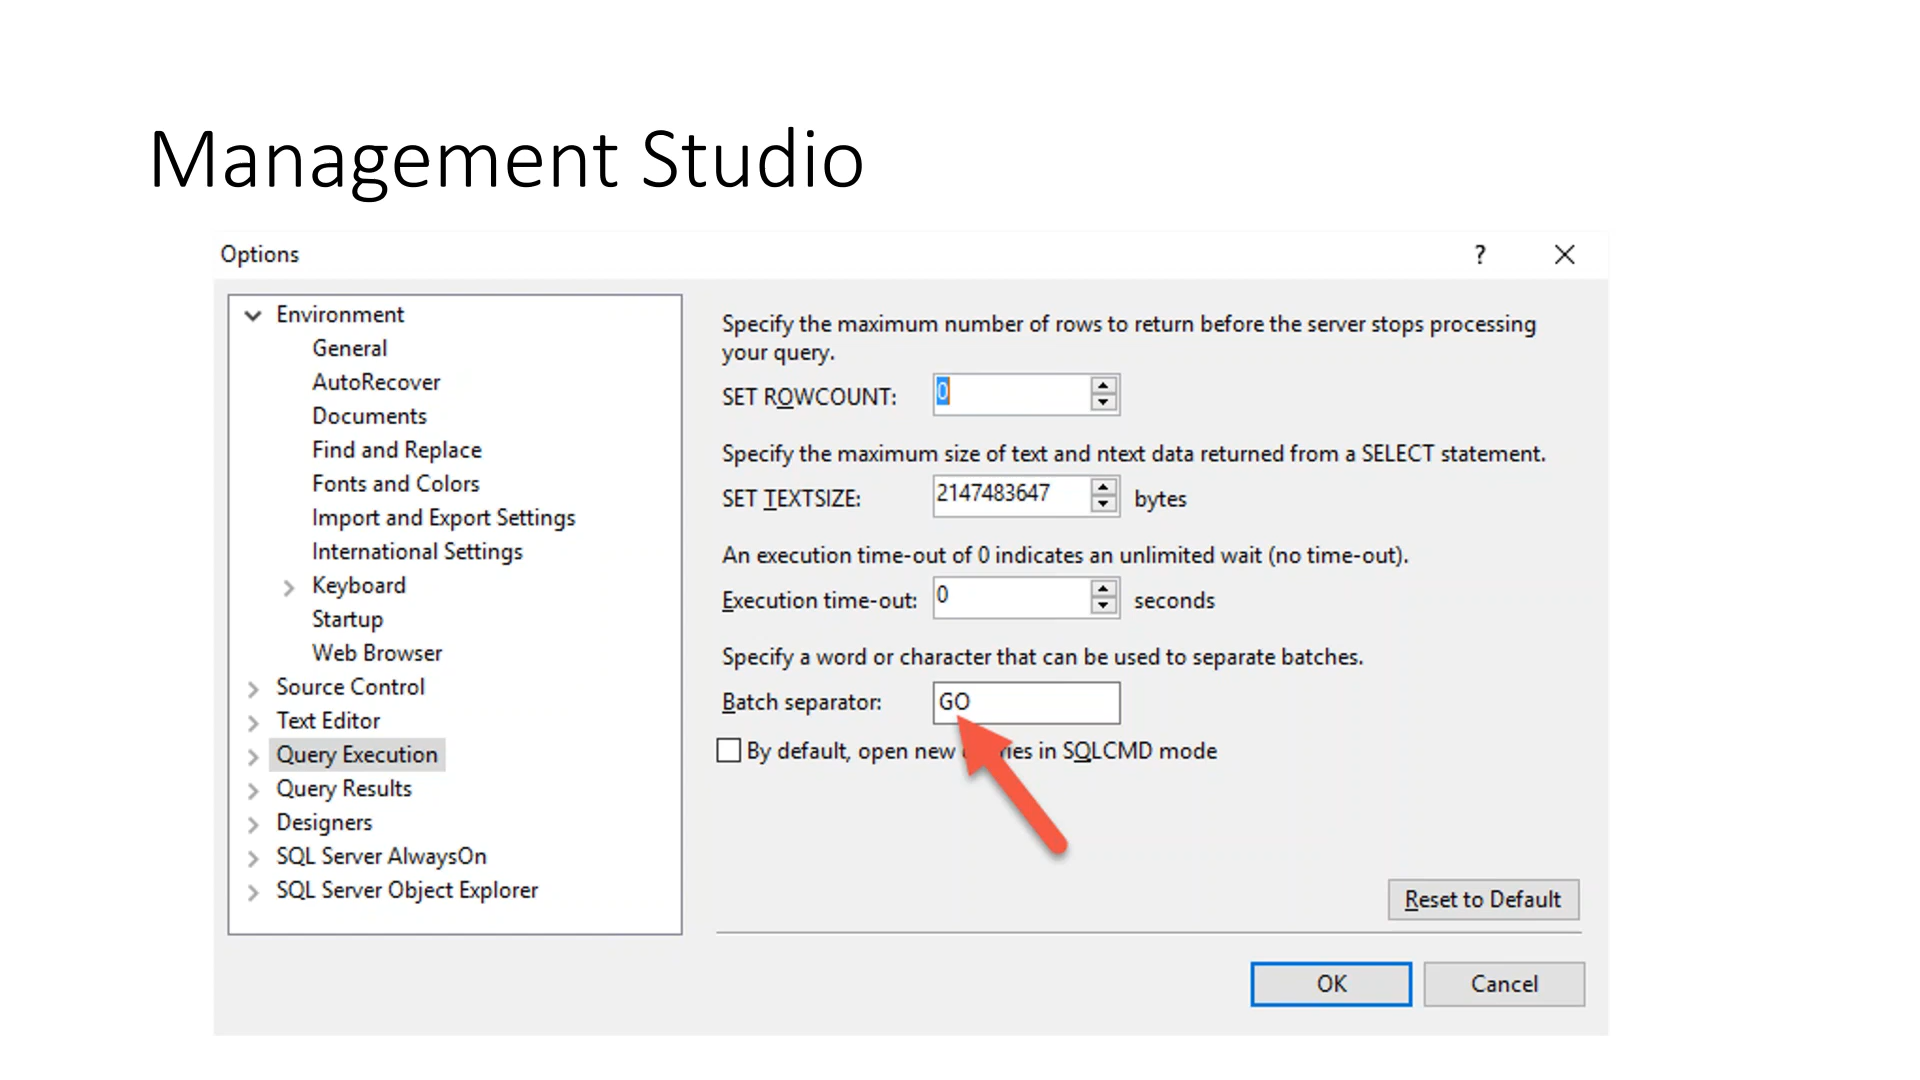 Management Studio
Options
?
Environment
General
AutoRecover
Documents
Find and Replace
Fonts and Colors
Import and Export Settings
International Settings
Keyboard
Startup
Web Browser
Source Control
Text Editor
Query Execution
Query Results
Designers
SQL Server AlwaysOn
SQL Server Object Explorer
Specify the maximum number of rows to return before the server stops processing
your query.
SET ROWCOUNT: 0
Specify the maximum size of text and ntext data returned from a SELECT statement.
SET TEXTSIZE: 2147483647 bytes
An execution time-out of 0 indicates an unlimited wait (no time-out).
Execution time-out: 0 seconds
Specify a word or character that can be used to separate batches.
Batch separator: GO
By default, open new in SQLCMD mode
Reset to Default
OK
Cancel